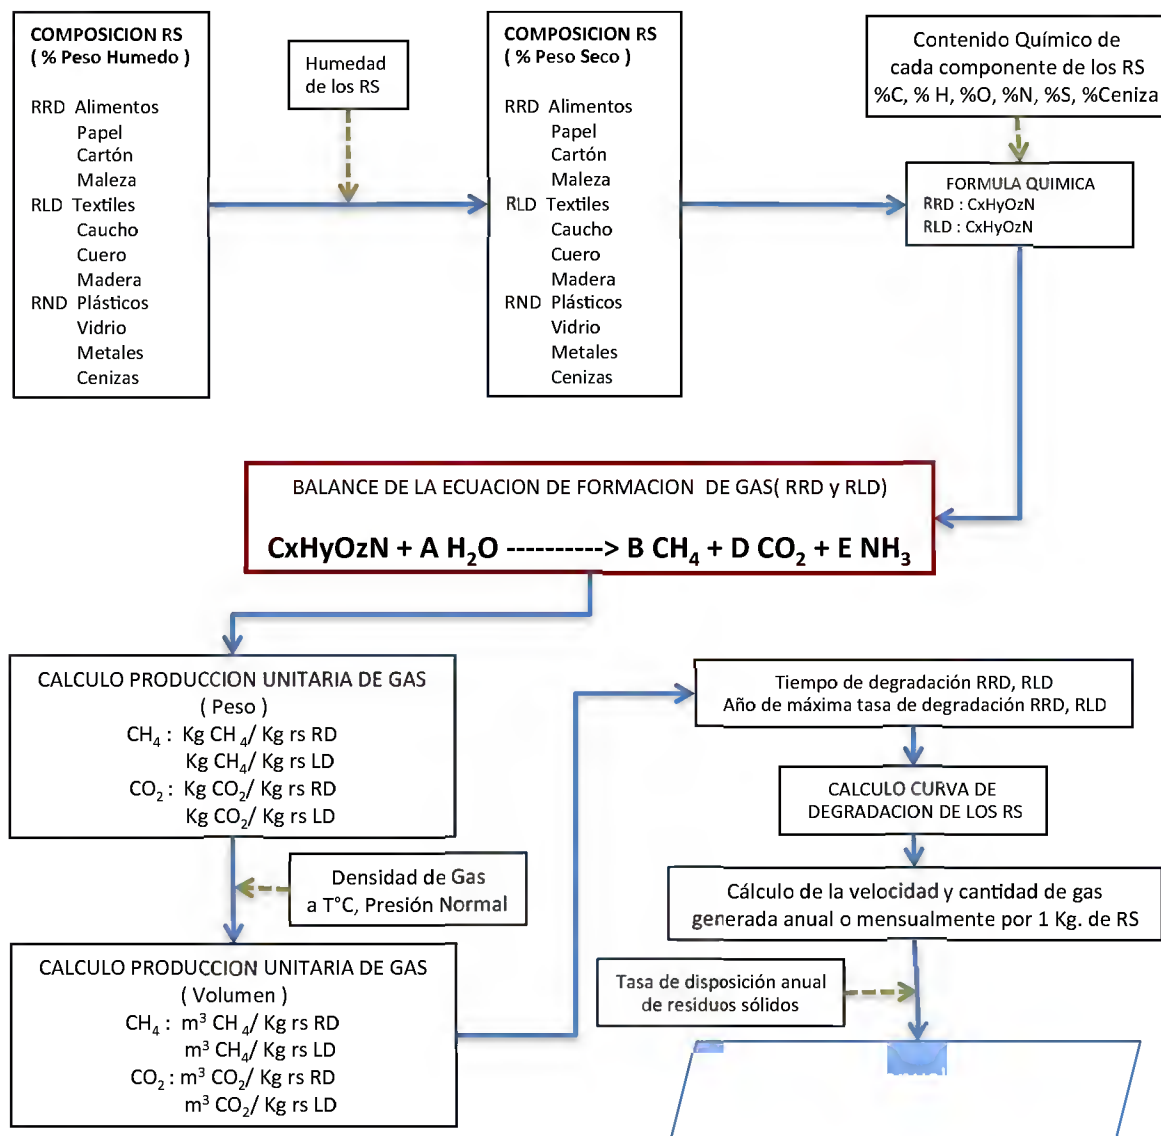 COMPOSICION RS
( % Peso Humedo )
RRD Alimentos
Papel
Cartón
Maleza
RLD Textiles
Caucho
Cuero
Madera
RND Plásticos
Vidrio
Metales
Cenizas
Humedad
de los RS
COMPOSICION RS
( % Peso Seco )
RRD Alimentos
Papel
Cartón
Maleza
RLD Textiles
Caucho
Cuero
Madera
RND Plásticos
Vidrio
Metales
Cenizas
Contenido Químico de
cada componente de los RS
%C, % H, %O, %N, %S, %Ceniza
FORMULA QUIMICA
RRD : CxHyOzN
RLD : CxHyOzN
BALANCE DE LA ECUACION DE FORMACION DE GAS( RRD y RLD)
CxHyOzN + A H₂O ----------> B CH₄ + D CO₂ + E NH₃
CALCULO PRODUCCION UNITARIA DE GAS
( Peso )
CH₄ : Kg CH₄/ Kg rs RD
Kg CH₄/ Kg rs LD
CO₂ : Kg CO₂/ Kg rs RD
Kg CO₂/ Kg rs LD
Densidad de Gas
a T°C, Presión Normal
CALCULO PRODUCCION UNITARIA DE GAS
( Volumen )
CH₄ : m³ CH₄/ Kg rs RD
m³ CH₄/ Kg rs LD
CO₂ : m³ CO₂/ Kg rs RD
m³ CO₂/ Kg rs LD
Tiempo de degradación RRD, RLD
Año de máxima tasa de degradación RRD, RLD
CALCULO CURVA DE
DEGRADACION DE LOS RS
Cálculo de la velocidad y cantidad de gas
generada anual o mensualmente por 1 Kg. de RS
Tasa de disposición anual
de residuos sólidos